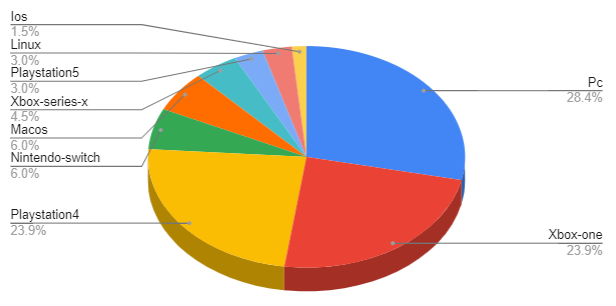 Ios
1.5%
Linux
3.0%
Playstation5
3.0%
Xbox-series-x
4.5%
Macos
6.0%
Nintendo-switch
6.0%
Playstation4
23.9%
Pc
28.4%
Xbox-one
23.9%